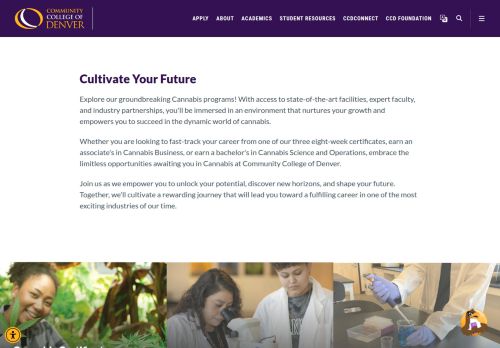 COMMUNITY
COLLEGE OF
DENVER
APPLY ABOUT ACADEMICS STUDENT RESOURCES CCDCONNECT CCD FOUNDATION
Cultivate Your Future
Explore our groundbreaking Cannabis programs! With access to state-of-the-art facilities, expert faculty,
and industry partnerships, you'll be immersed in an environment that nurtures your growth and
empowers you to succeed in the dynamic world of cannabis.
Whether you are looking to fast-track your career from one of our three eight-week certificates, earn an
associate's in Cannabis Business, or earn a bachelor's in Cannabis Science and Operations, embrace the
limitless opportunities awaiting you in Cannabis at Community College of Denver.
Join us as we empower you to unlock your potential, discover new horizons, and shape your future.
Together, we'll cultivate a rewarding journey that will lead you toward a fulfilling career in one of the most
exciting industries of our time.